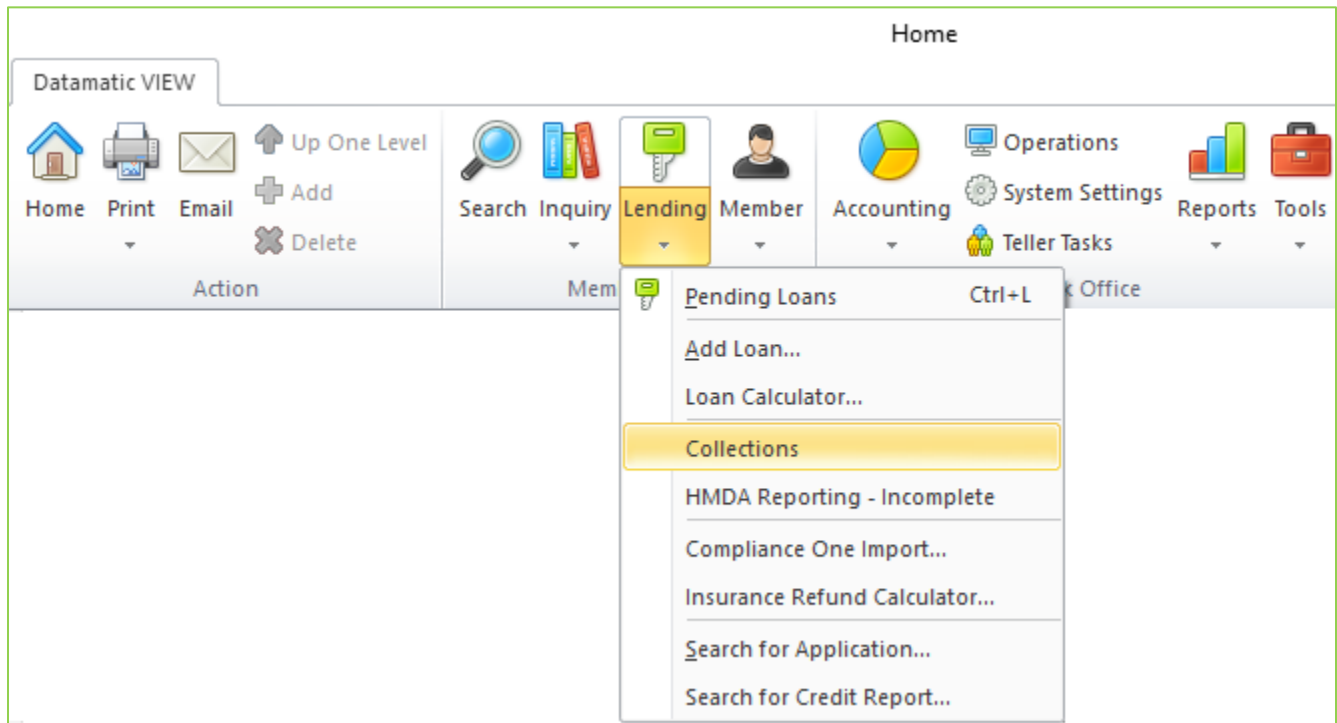 Home
Datamatic VIEW
Home Print Email
Up One Level
Add
Delete
Action
Search Inquiry Lending Member
Mem
Accounting
Operations
System Settings
Teller Tasks
Reports Tools
Office
Pending Loans Ctrl+L
Add Loan...
Loan Calculator...
Collections
HMDA Reporting - Incomplete
Compliance One Import...
Insurance Refund Calculator...
Search for Application...
Search for Credit Report...